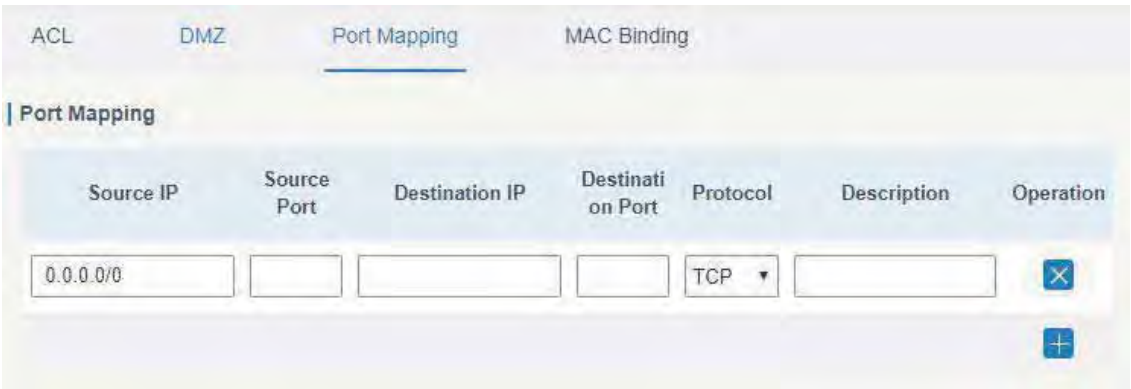 ACL DMZ Port Mapping MAC Binding
Port Mapping
Source IP Source Port Destination IP Destinati on Port Protocol Description Operation
0.0.0.0/0 TCP